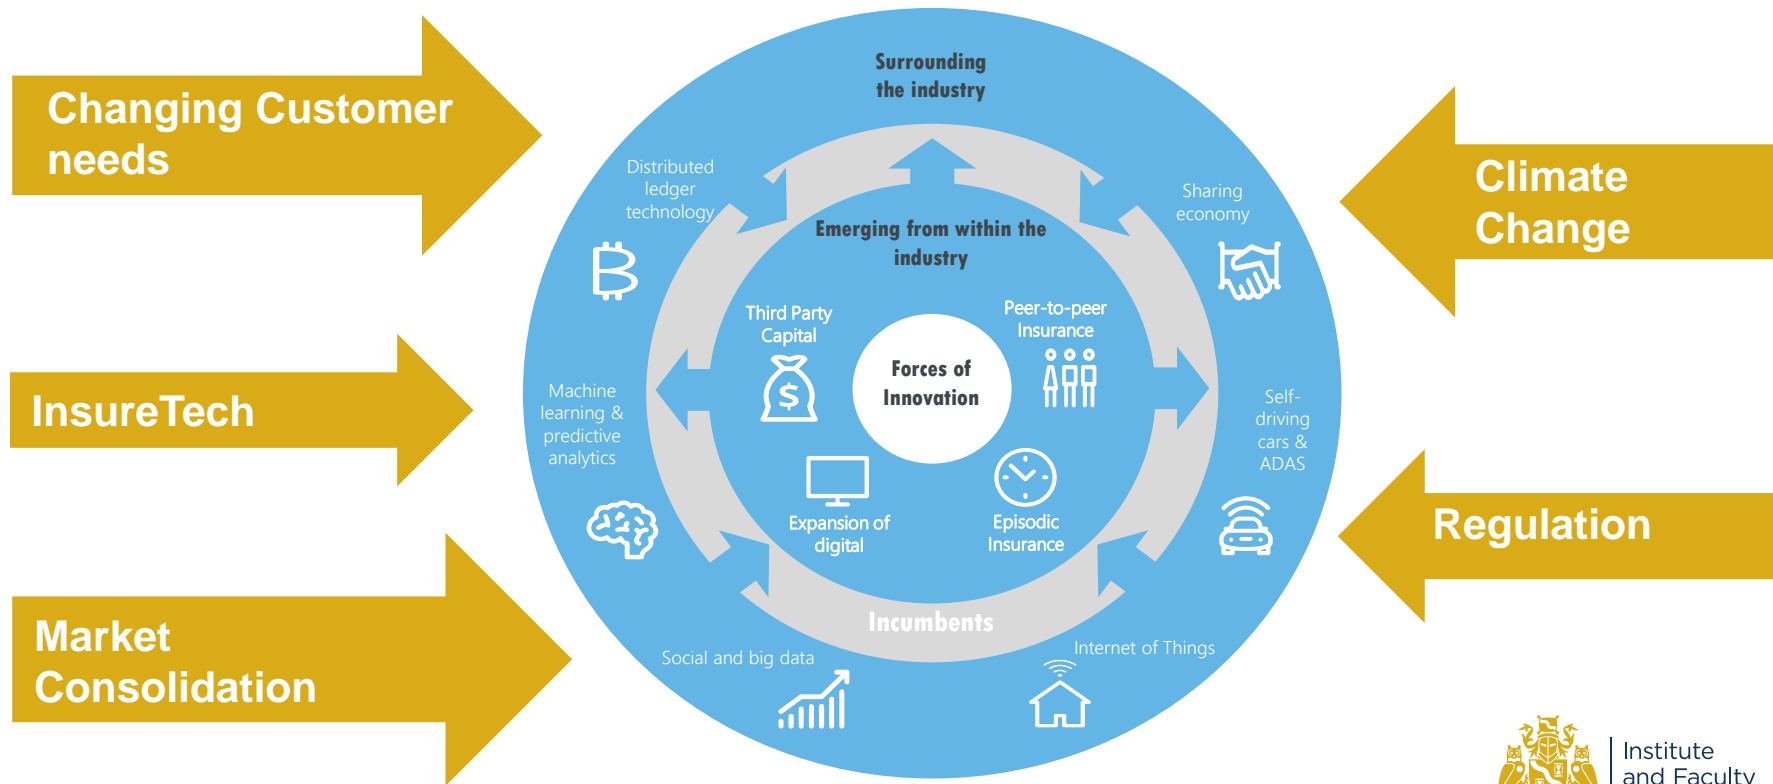 Changing Customer
needs
InsureTech
Market
Consolidation
Surrounding
the industry
Distributed
ledger
technology
Sharing
economy
Emerging from within the
industry
Third Party
Capital
$
Peer-to-peer
Insurance
Forces of
Innovation
Machine
learning &
predictive
analytics
Self-
driving
cars &
ADAS
Expansion of
digital
Episodic
Insurance
Incumbents
Social and big data
Internet of Things
Climate
Change
Regulation
Institute
and Faculty